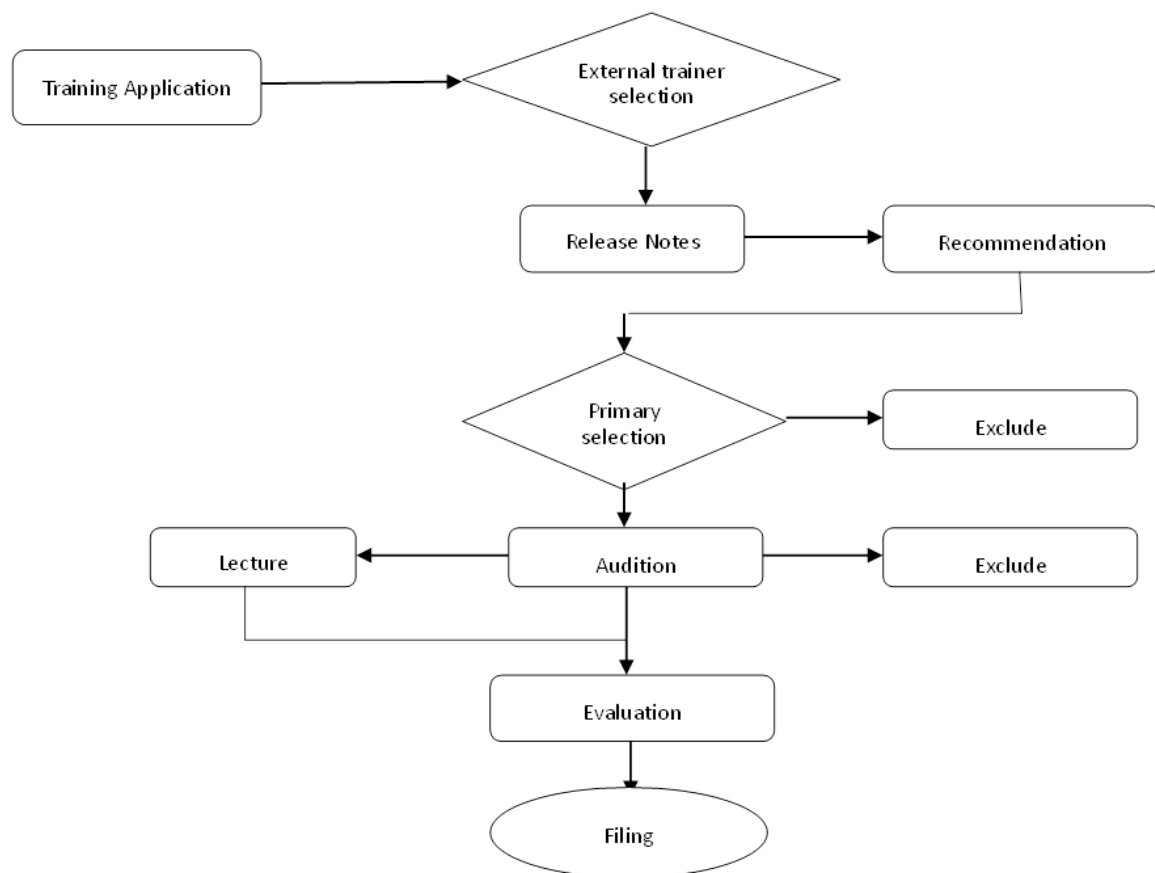 External trainer
selection
Training Application
Release Notes
Recommendation
Primary
selection
Exclude
Lecture
Audition
Exclude
Evaluation
Filing